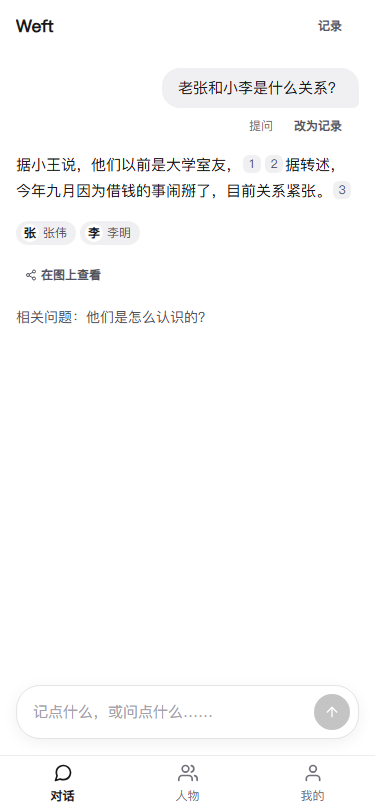 Weft
记录
老张和小李是什么关系？
提问
改为记录
据小王说，他们以前是大学室友， 1 2 据转述，
今年九月因为借钱的事闹掰了，目前关系紧张。 3
张 张伟
李 李明
在图上查看
相关问题：他们是怎么认识的?
记点什么，或问点什么……
对话
人物
我的